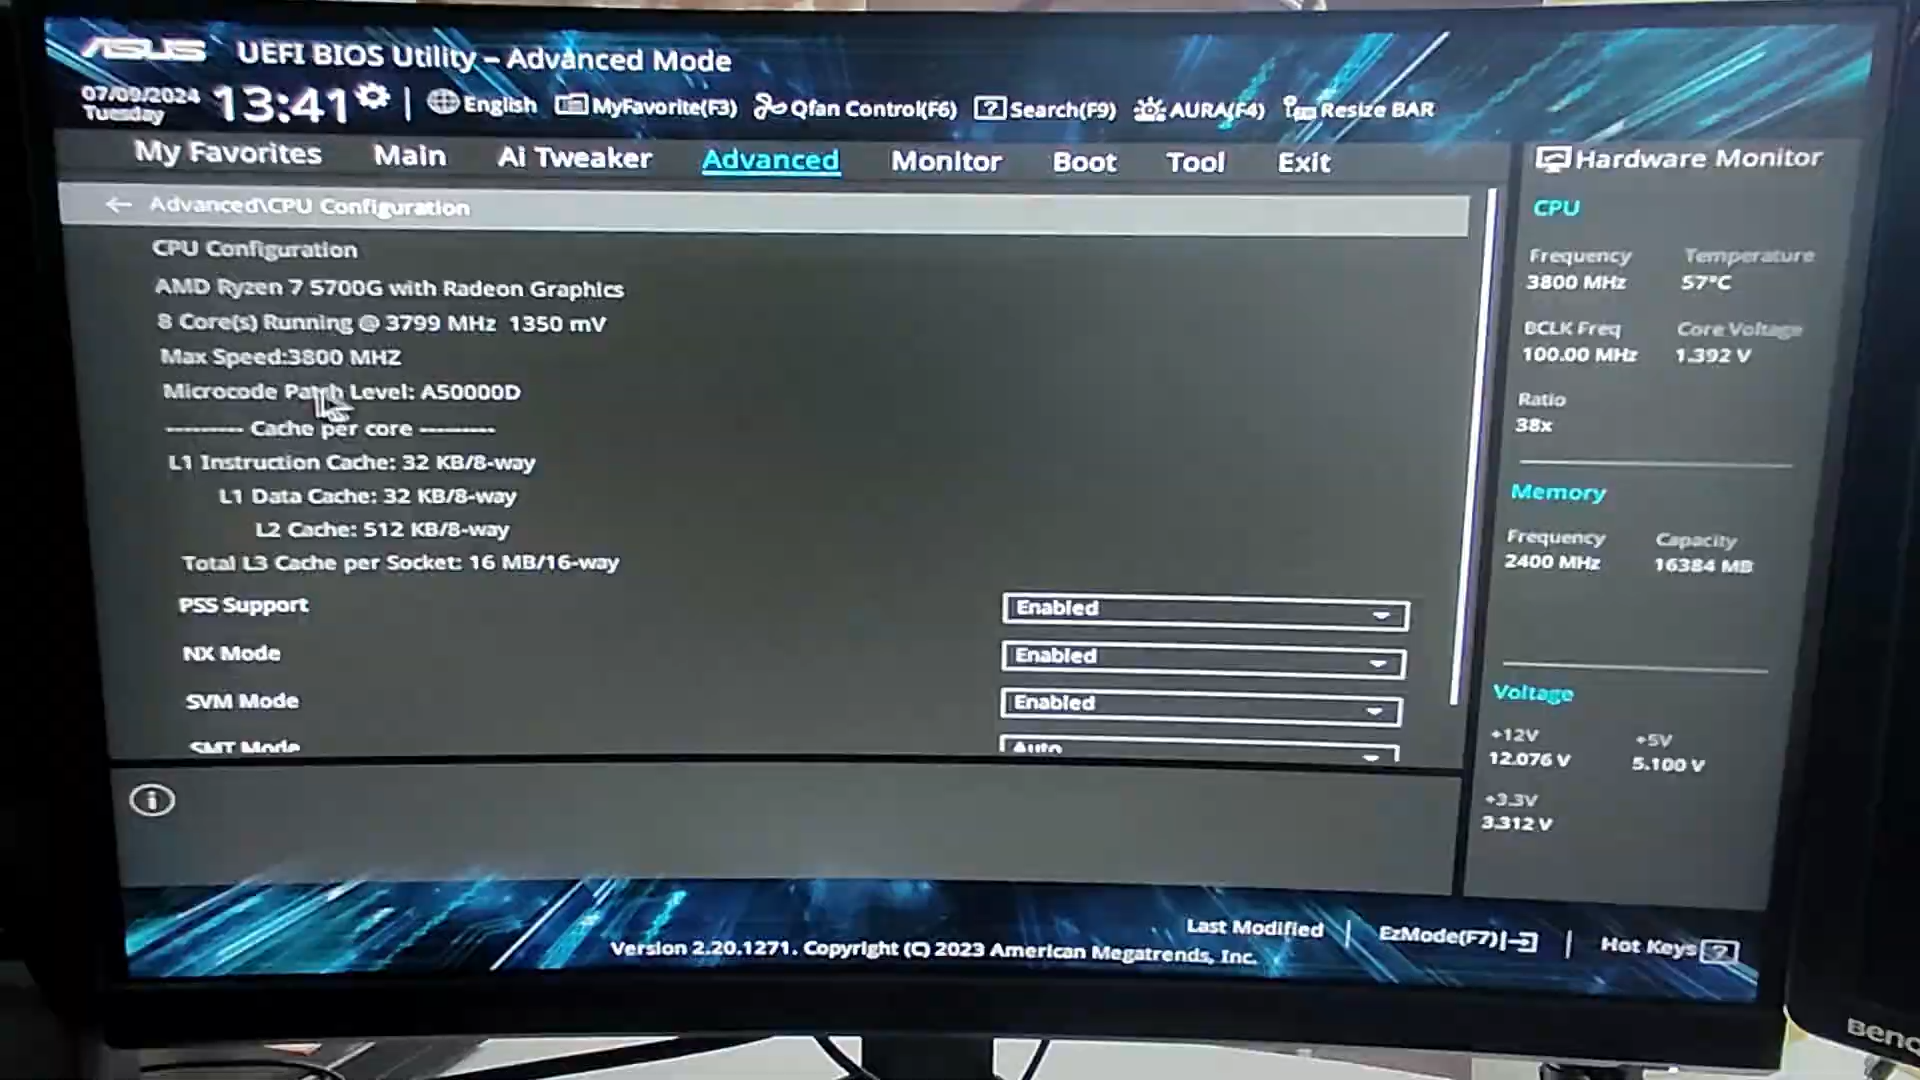 ASUS UEFI BIOS Utility – Advanced Mode
07/09/2024
Tuesday
13:41
English
MyFavorite(F3)
Qfan Control(F6)
Search(F9)
AURA(F4)
Resize BAR
My Favorites
Main
Ai Tweaker
Advanced
Monitor
Boot
Tool
Exit
← Advanced\CPU Configuration
CPU Configuration
AMD Ryzen 7 5700G with Radeon Graphics
8 Core(s) Running @ 3799 MHz 1350 mV
Max Speed:3800 MHZ
Microcode Patch Level: A50000D
--------- Cache per core ---------
L1 Instruction Cache: 32 KB/8-way
L1 Data Cache: 32 KB/8-way
L2 Cache: 512 KB/8-way
Total L3 Cache per Socket: 16 MB/16-way
PSS Support Enabled
NX Mode Enabled
SVM Mode Enabled
SMT Mode Auto
Hardware Monitor
CPU
Frequency Temperature
3800 MHz 57°C
BCLK Freq Core Voltage
100.00 MHz 1.392 V
Ratio
38x
Memory
Frequency Capacity
2400 MHz 16384 MB
Voltage
+12V +5V
12.076 V 5.100 V
+3.3V
3.312 V
Last Modified
EzMode(F7)
Hot Keys ?
Version 2.20.1271. Copyright (C) 2023 American Megatrends, Inc.
BenQ